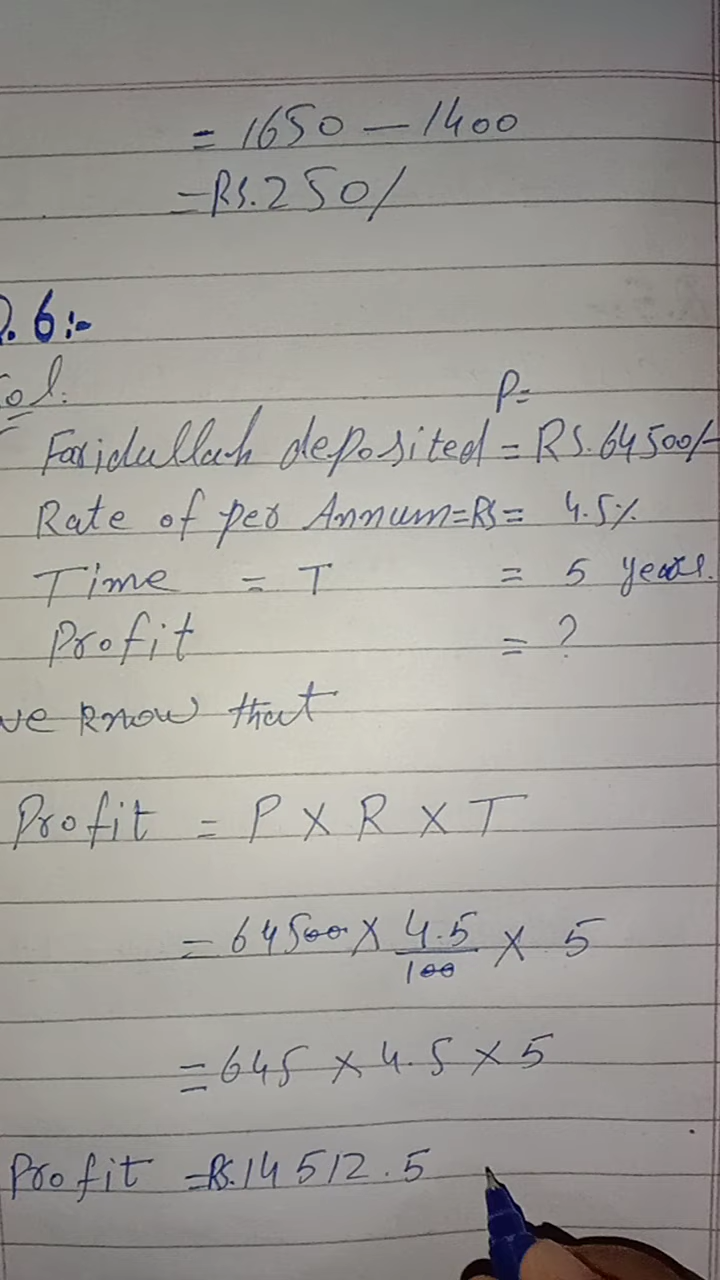 = 1650 — 1400
= RS. 250/
Q. 6:-
Sol.
P=
Faridullah deposited = RS. 64500/-
Rate of per Annum = R = 4.5%
Time = T = 5 years.
Profit = ?
we know that
Profit = P X R X T
= 64500 X 4.5/100 X 5
= 645 X 4.5 X 5
Profit = Rs. 14512.5